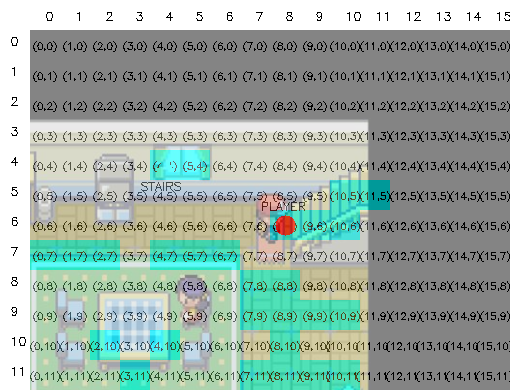 0 1 2 3 4 5 6 7 8 9 10 11 12 13 14 15
0 (0,0) (1,0) (2,0) (3,0) (4,0) (5,0) (6,0) (7,0) (8,0) (9,0) (10,0) (11,0) (12,0) (13,0) (14,0) (15,0)
1 (0,1) (1,1) (2,1) (3,1) (4,1) (5,1) (6,1) (7,1) (8,1) (9,1) (10,1) (11,1) (12,1) (13,1) (14,1) (15,1)
2 (0,2) (1,2) (2,2) (3,2) (4,2) (5,2) (6,2) (7,2) (8,2) (9,2) (10,2) (11,2) (12,2) (13,2) (14,2) (15,2)
3 (0,3) (1,3) (2,3) (3,3) (4,3) (5,3) (6,3) (7,3) (8,3) (9,3) (10,3) (11,3) (12,3) (13,3) (14,3) (15,3)
4 (0,4) (1,4) (2,4) (3,4) (5,4) (6,4) (7,4) (8,4) (9,4) (10,4) (11,4) (12,4) (13,4) (14,4) (15,4)
STAIRS
5 (0,5) (1,5) (2,5) (3,5) (4,5) (5,5) (6,5) (7,5) (8,5) (9,5) (10,5) (11,5) (12,5) (13,5) (14,5) (15,5)
PLAYER
6 (0,6) (1,6) (2,6) (3,6) (4,6) (5,6) (6,6) (7,6) (9,6) (10,6) (11,6) (12,6) (13,6) (14,6) (15,6)
7 (0,7) (1,7) (2,7) (3,7) (4,7) (5,7) (6,7) (7,7) (8,7) (9,7) (10,7) (11,7) (12,7) (13,7) (14,7) (15,7)
8 (0,8) (1,8) (2,8) (3,8) (4,8) (5,8) (6,8) (7,8) (8,8) (9,8) (10,8) (11,8) (12,8) (13,8) (14,8) (15,8)
9 (0,9) (1,9) (2,9) (3,9) (4,9) (5,9) (6,9) (7,9) (8,9) (9,9) (10,9) (11,9) (12,9) (13,9) (14,9) (15,9)
10 (0,10) (1,10) (2,10) (3,10) (4,10) (5,10) (6,10) (7,10) (8,10) (9,10) (10,10) (11,10) (12,10) (13,10) (14,10) (15,10)
11 (0,11) (1,11) (2,11) (3,11) (4,11) (5,11) (6,11) (7,11) (8,11) (9,11) (10,11) (11,11) (12,11) (13,11) (14,11) (15,11)